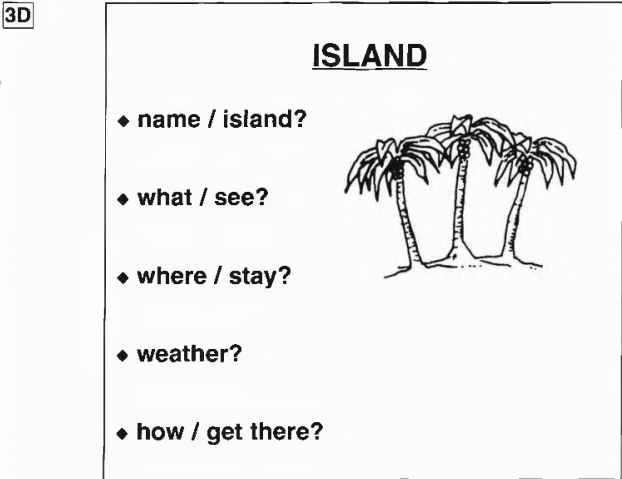 3D
ISLAND
◆ name / island?
◆ what / see?
◆ where / stay?
◆ weather?
◆ how / get there?